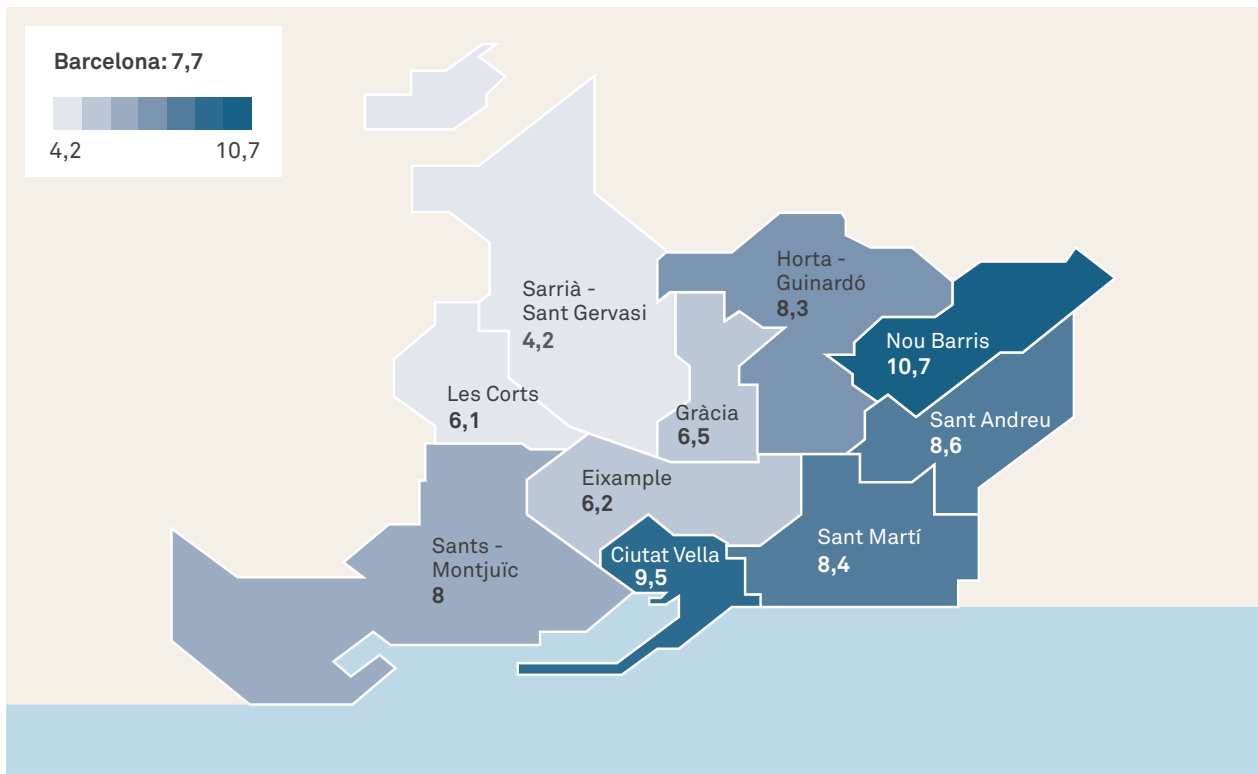 Barcelona: 7,7
4,2 10,7
Sarrià -
Sant Gervasi
4,2
Horta -
Guinardó
8,3
Nou Barris
10,7
Les Corts
6,1
Gràcia
6,5
Sant Andreu
8,6
Eixample
6,2
Sants -
Montjuïc
8
Ciutat Vella
9,5
Sant Martí
8,4